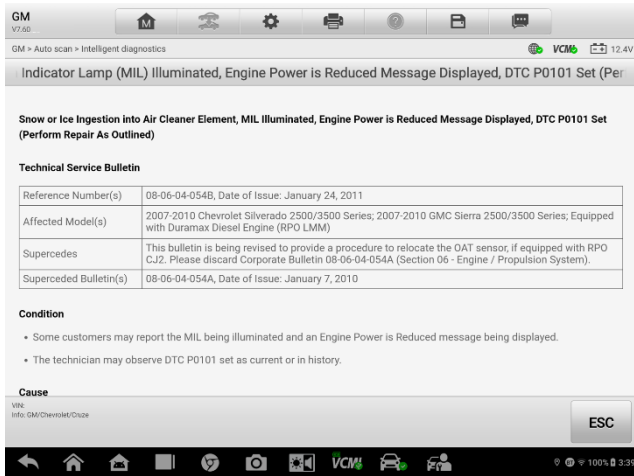 GM
V7.60
M
?
GM > Auto scan > Intelligent diagnostics
VCMI
12.4V
Indicator Lamp (MIL) Illuminated, Engine Power is Reduced Message Displayed, DTC P0101 Set (Per
Snow or Ice Ingestion into Air Cleaner Element, MIL Illuminated, Engine Power is Reduced Message Displayed, DTC P0101 Set
(Perform Repair As Outlined)
Technical Service Bulletin
Reference Number(s) 08-06-04-054B, Date of Issue: January 24, 2011
Affected Model(s) 2007-2010 Chevrolet Silverado 2500/3500 Series; 2007-2010 GMC Sierra 2500/3500 Series; Equipped
with Duramax Diesel Engine (RPO LMM)
Supercedes This bulletin is being revised to provide a procedure to relocate the OAT sensor, if equipped with RPO
CJ2. Please discard Corporate Bulletin 08-06-04-054A (Section 06 - Engine / Propulsion System).
Superceded Bulletin(s) 08-06-04-054A, Date of Issue: January 7, 2010
Condition
• Some customers may report the MIL being illuminated and an Engine Power is Reduced message being displayed.
• The technician may observe DTC P0101 set as current or in history.
Cause
VIN:
Info: GM/Chevrolet/Cruze
ESC
VCMI
100%
3:39